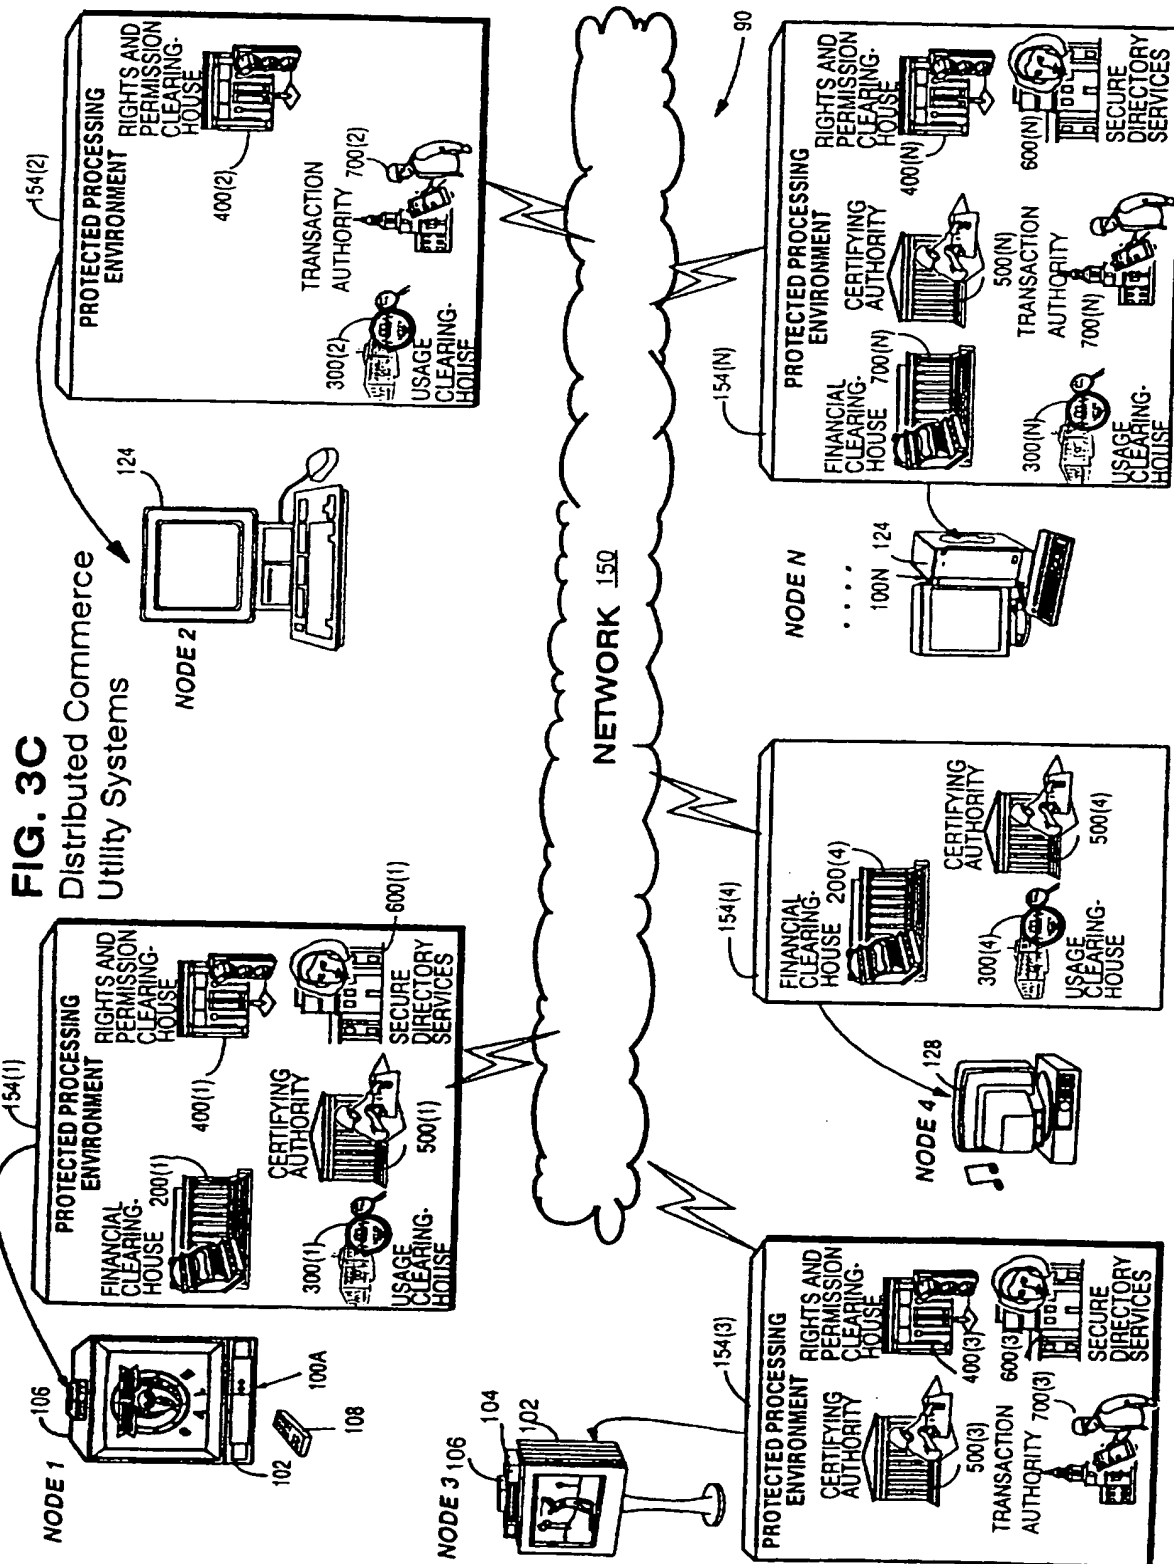 FIG. 3C
Distributed Commerce
Utility Systems
NODE 1
106
102
100A
108
154(1)
PROTECTED PROCESSING
ENVIRONMENT
FINANCIAL
CLEARING-
HOUSE 200(1)
RIGHTS AND
PERMISSION
CLEARING-
HOUSE
400(1)
CERTIFYING
AUTHORITY
500(1)
300(1)
USAGE
CLEARING-
HOUSE
600(1)
SECURE
DIRECTORY
SERVICES
NODE 2
124
154(2)
PROTECTED PROCESSING
ENVIRONMENT
RIGHTS AND
PERMISSION
CLEARING-
HOUSE
400(2)
TRANSACTION
AUTHORITY 700(2)
300(2)
USAGE
CLEARING-
HOUSE
NETWORK 150
90
NODE 3
106
104
102
154(3)
PROTECTED PROCESSING
ENVIRONMENT
CERTIFYING
AUTHORITY
500(3)
RIGHTS AND
PERMISSION
CLEARING-
HOUSE
400(3)
TRANSACTION
AUTHORITY 700(3)
600(3)
SECURE
DIRECTORY
SERVICES
NODE 4
128
154(4)
FINANCIAL
CLEARING-
HOUSE 200(4)
CERTIFYING
AUTHORITY
500(4)
300(4)
USAGE
CLEARING-
HOUSE
NODE N
. . . .
100N 124
154(N)
PROTECTED PROCESSING
ENVIRONMENT
FINANCIAL
CLEARING-
HOUSE 700(N)
CERTIFYING
AUTHORITY
500(N)
RIGHTS AND
PERMISSION
CLEARING-
HOUSE
400(N)
300(N)
USAGE
CLEARING-
HOUSE
TRANSACTION
AUTHORITY
700(N)
600(N)
SECURE
DIRECTORY
SERVICES